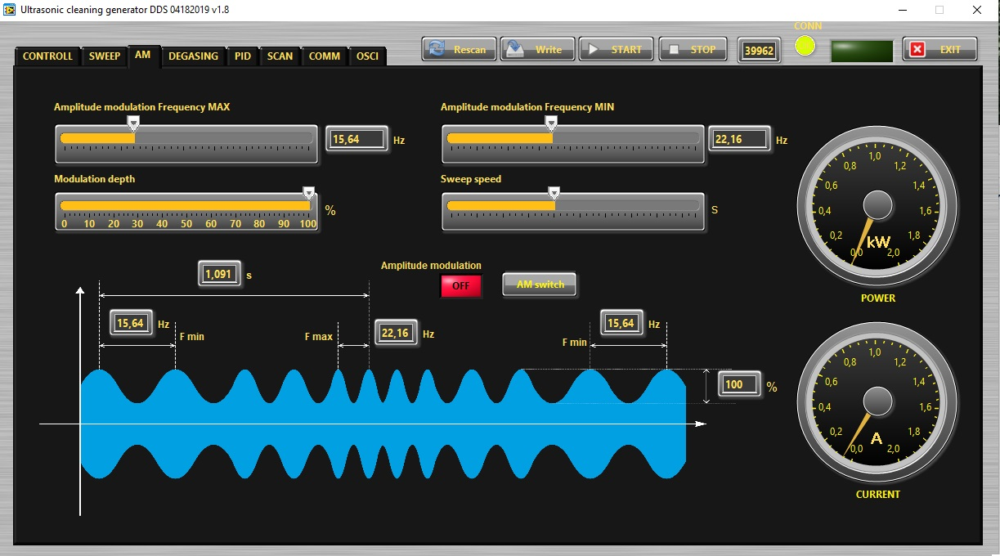 Ultrasonic cleaning generator DDS 04182019 v1.8
CONN
CONTROLL SWEEP AM DEGASING PID SCAN COMM OSCI
Rescan Write START STOP 39962 EXIT
Amplitude modulation Frequency MAX
15,64 Hz
Amplitude modulation Frequency MIN
22,16 Hz
Modulation depth
0 10 20 30 40 50 60 70 80 90 100
%
Sweep speed
S
0,0 0,2 0,4 0,6 0,8 1,0 1,2 1,4 1,6 1,8 2,0
kW
POWER
Amplitude modulation
OFF
AM switch
1,091 s
15,64 Hz
F min
F max
22,16 Hz
F min
15,64 Hz
100 %
0,0 0,2 0,4 0,6 0,8 1,0 1,2 1,4 1,6 1,8 2,0
A
CURRENT